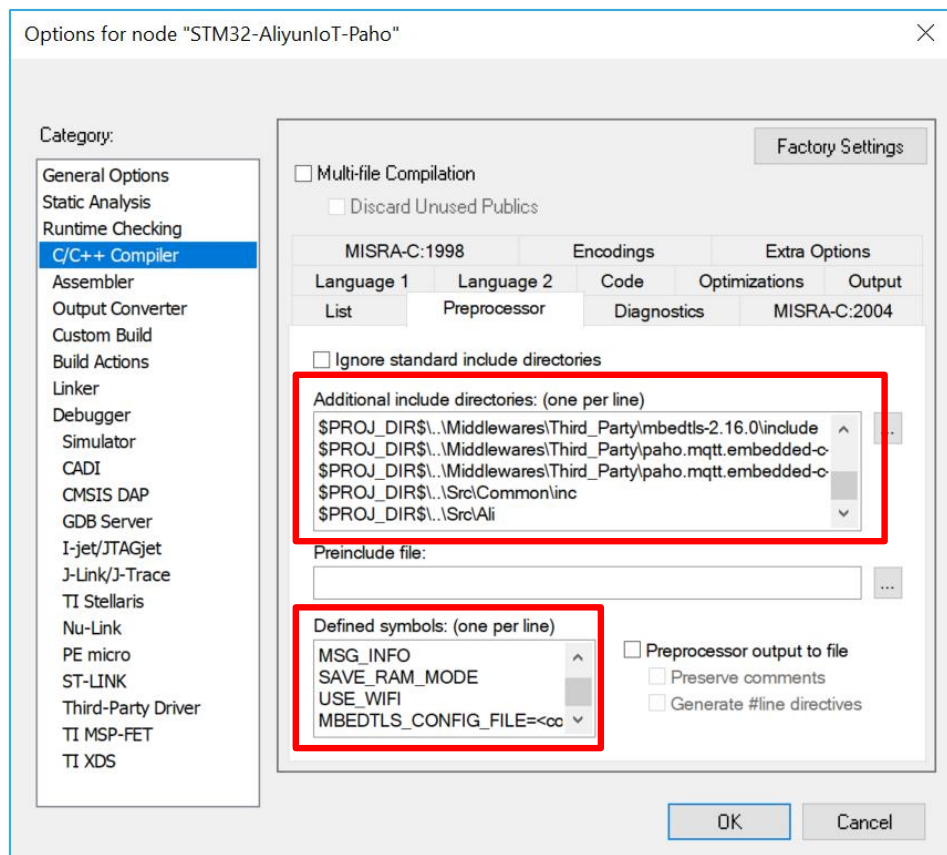 Options for node "STM32-AliyunIoT-Paho"
Category:
General Options
Static Analysis
Runtime Checking
C/C++ Compiler
Assembler
Output Converter
Custom Build
Build Actions
Linker
Debugger
Simulator
CADI
CMSIS DAP
GDB Server
I-jet/JTAGjet
J-Link/J-Trace
TI Stellaris
Nu-Link
PE micro
ST-LINK
Third-Party Driver
TI MSP-FET
TI XDS
Factory Settings
Multi-file Compilation
Discard Unused Publics
MISRA-C:1998 Encodings Extra Options
Language 1 Language 2 Code Optimizations Output
List Preprocessor Diagnostics MISRA-C:2004
Ignore standard include directories
Additional include directories: (one per line)
$PROJ_DIR$\..\Middlewares\Third_Party\mbedtls-2.16.0\include
$PROJ_DIR$\..\Middlewares\Third_Party\paho.mqtt.embedded-c-
$PROJ_DIR$\..\Middlewares\Third_Party\paho.mqtt.embedded-c-
$PROJ_DIR$\..\Src\Common\inc
$PROJ_DIR$\..\Src\Ali
...
Preinclude file:
...
Defined symbols: (one per line)
MSG_INFO
SAVE_RAM_MODE
USE_WIFI
MBEDTLS_CONFIG_FILE=<co
Preprocessor output to file
Preserve comments
Generate #line directives
OK Cancel